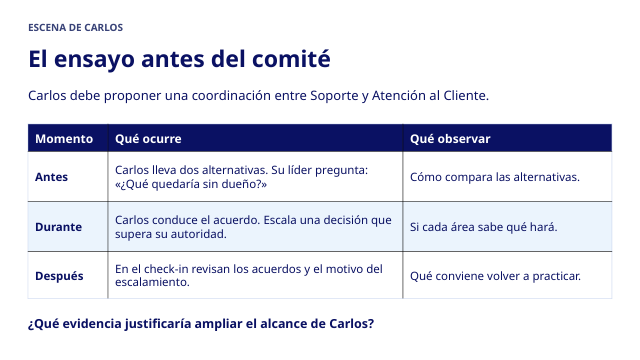 ESCENA DE CARLOS
El ensayo antes del comité
Carlos debe proponer una coordinación entre Soporte y Atención al Cliente.
Momento
Qué ocurre
Qué observar
Antes
Carlos lleva dos alternativas. Su líder pregunta:
«¿Qué quedaría sin dueño?»
Cómo compara las alternativas.
Durante
Carlos conduce el acuerdo. Escala una decisión que
supera su autoridad.
Si cada área sabe qué hará.
Después
En el check-in revisan los acuerdos y el motivo del
escalamiento.
Qué conviene volver a practicar.
¿Qué evidencia justificaría ampliar el alcance de Carlos?